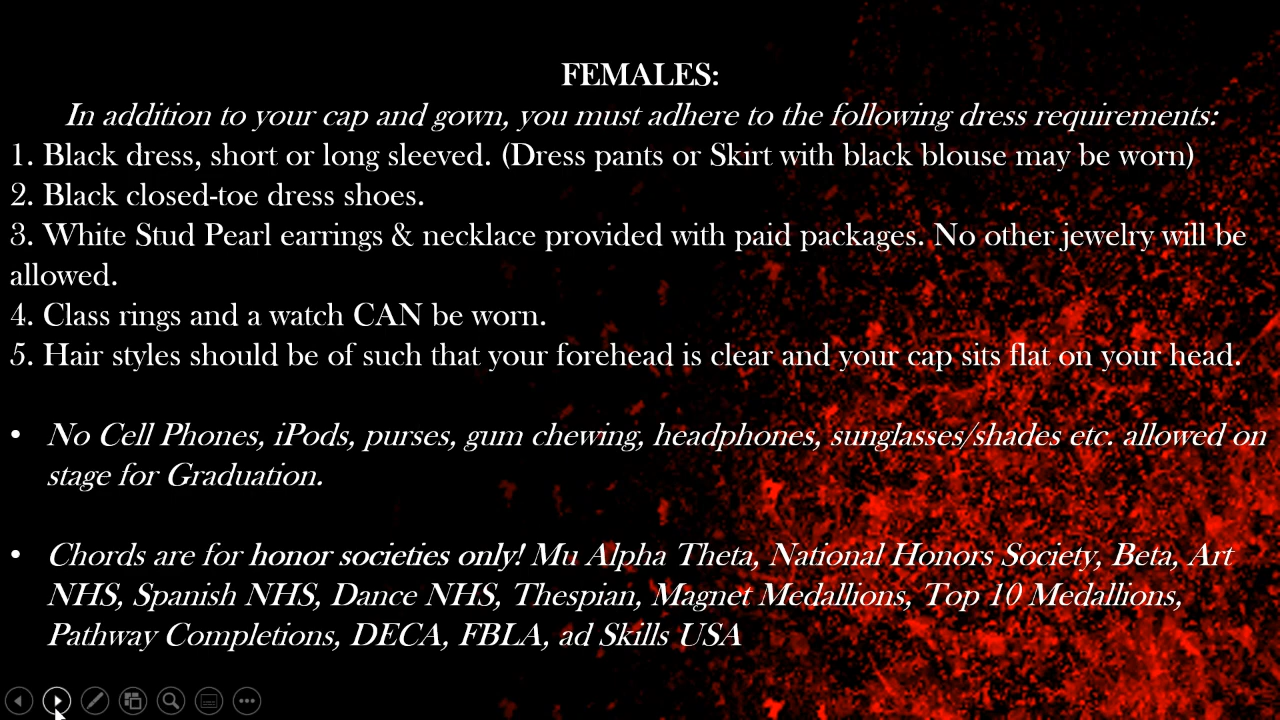 FEMALES:
In addition to your cap and gown, you must adhere to the following dress requirements:
1. Black dress, short or long sleeved. (Dress pants or Skirt with black blouse may be worn)
2. Black closed-toe dress shoes.
3. White Stud Pearl earrings & necklace provided with paid packages. No other jewelry will be
allowed.
4. Class rings and a watch CAN be worn.
5. Hair styles should be of such that your forehead is clear and your cap sits flat on your head.
• No Cell Phones, iPods, purses, gum chewing, headphones, sunglasses/shades etc. allowed on
stage for Graduation.
• Chords are for honor societies only! Mu Alpha Theta, National Honors Society, Beta, Art
NHS, Spanish NHS, Dance NHS, Thespian, Magnet Medallions, Top 10 Medallions,
Pathway Completions, DECA, FBLA, ad Skills USA